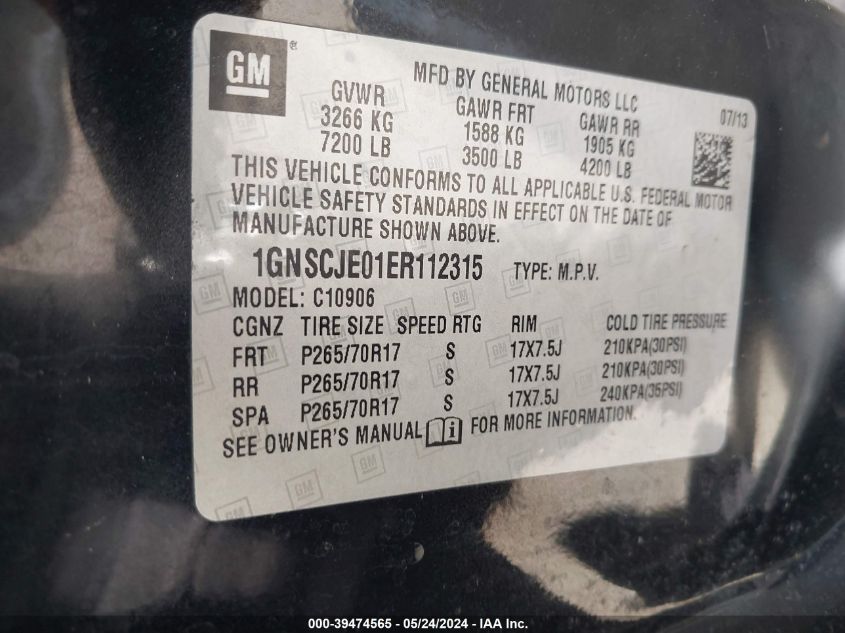 GM®
MFD BY GENERAL MOTORS LLC
07/13
GVWR GAWR FRT GAWR RR
3266 KG 1588 KG 1905 KG
7200 LB 3500 LB 4200 LB
THIS VEHICLE CONFORMS TO ALL APPLICABLE U.S. FEDERAL MOTOR
VEHICLE SAFETY STANDARDS IN EFFECT ON THE DATE OF
MANUFACTURE SHOWN ABOVE.
1GNSCJE01ER112315 TYPE: M.P.V.
MODEL: C10906
CGNZ TIRE SIZE SPEED RTG RIM COLD TIRE PRESSURE
FRT P265/70R17 S 17X7.5J 210KPA(30PSI)
RR P265/70R17 S 17X7.5J 210KPA(30PSI)
SPA P265/70R17 S 17X7.5J 240KPA(35PSI)
SEE OWNER'S MANUAL i FOR MORE INFORMATION.
000-39474565 - 05/24/2024 - IAA, Inc.